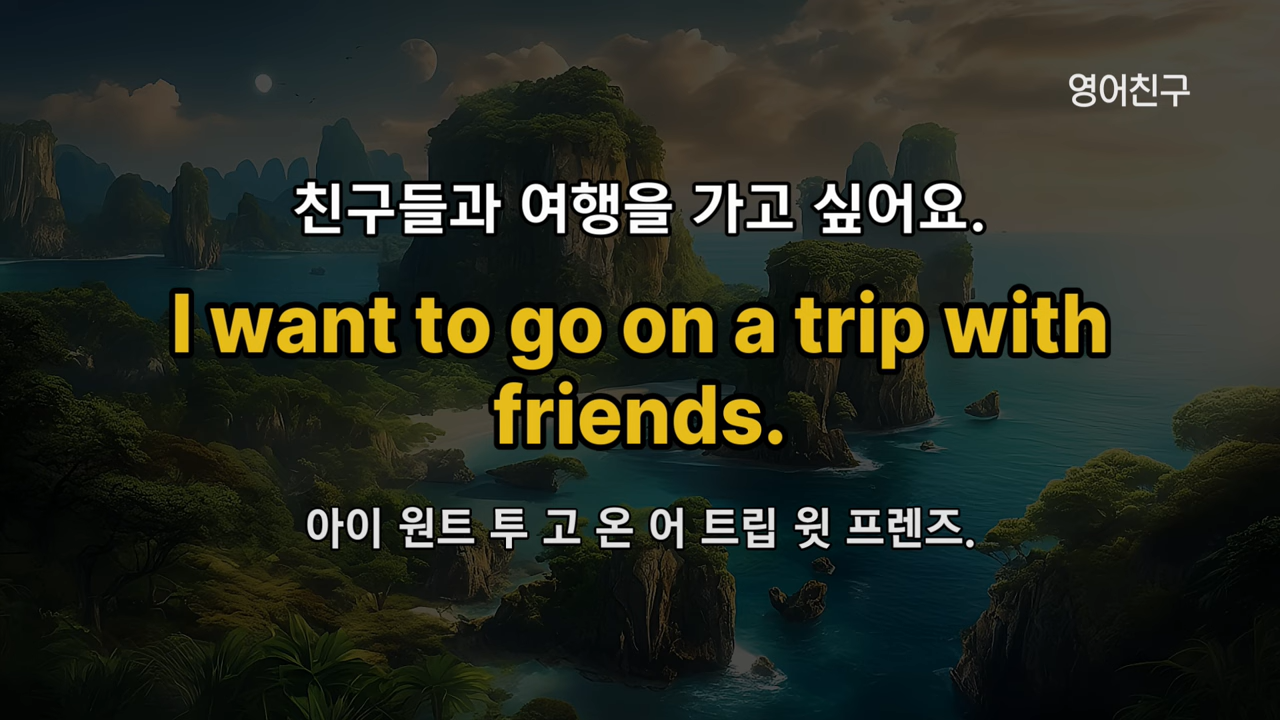 영어친구
친구들과 여행을 가고 싶어요.
I want to go on a trip with
friends.
아이 원트 투 고 온 어 트립 윗 프렌즈.